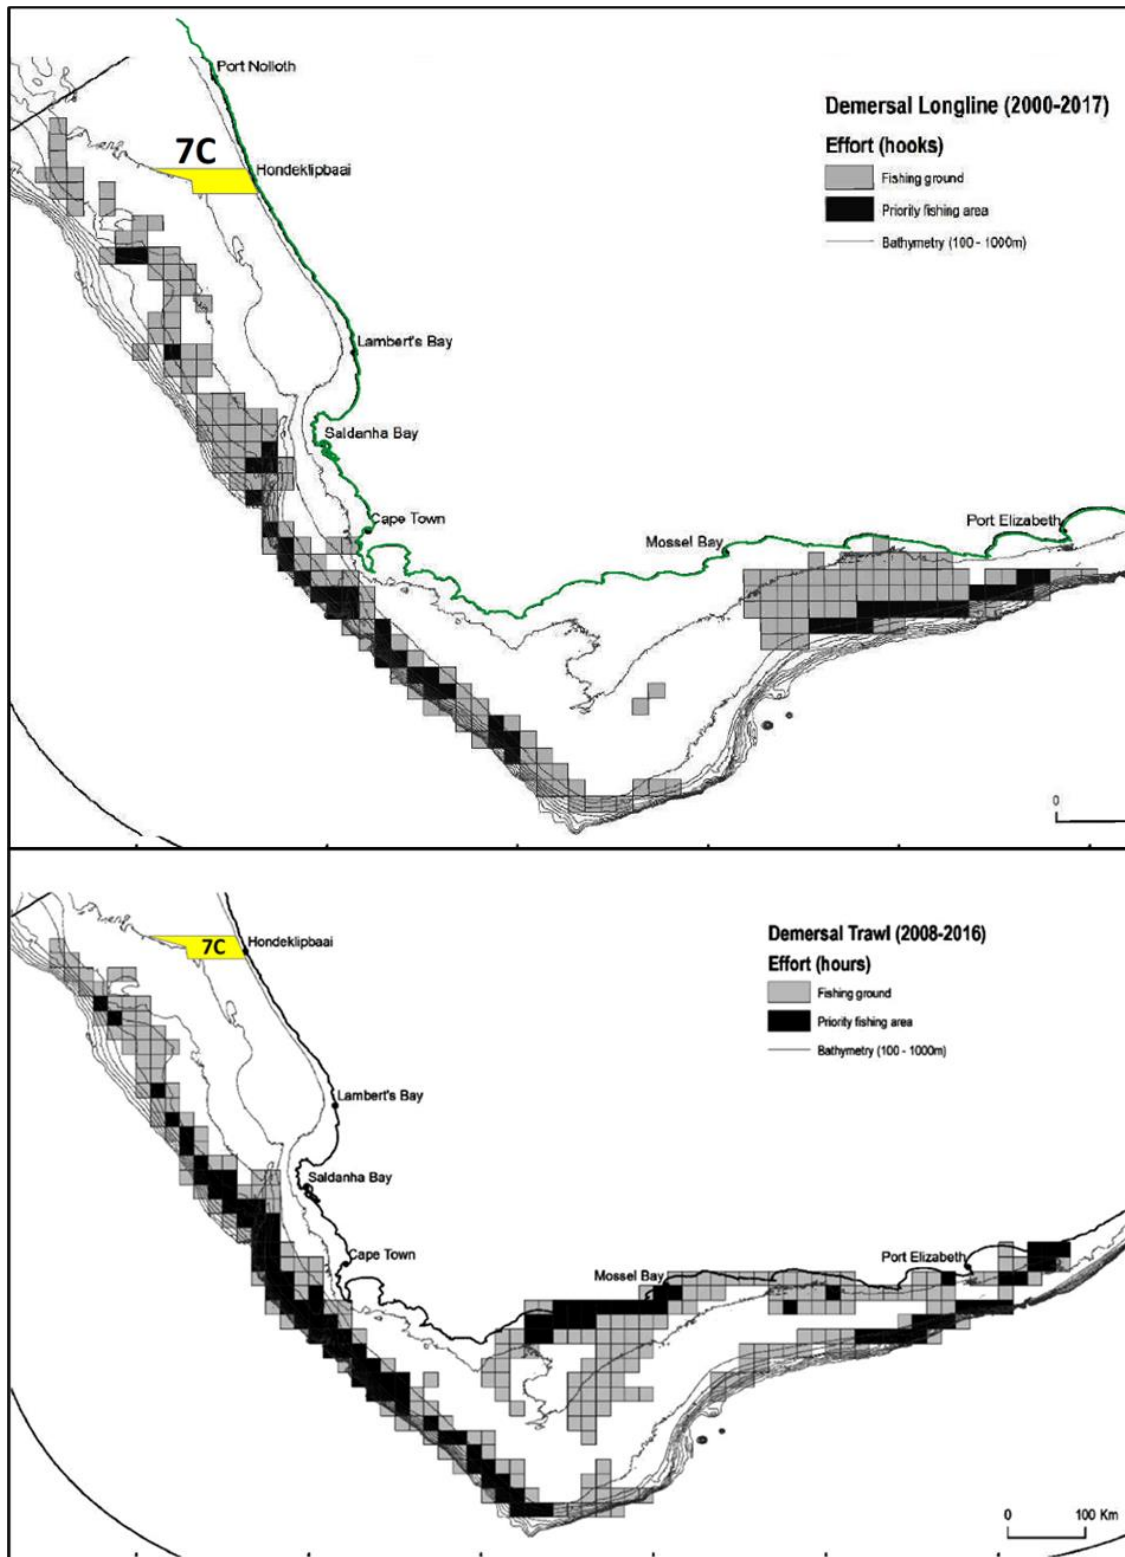 Port Nolloth
Demersal Longline (2000-2017)
7C
Effort (hooks)
Hondeklipbaai
Fishing ground
Priority fishing area
Bathymetry (100 - 1000m)
Lambert's Bay
Saldanha Bay
Cape Town
Port Elizabeth
Mossel Bay
0
7C
Hondeklipbaai
Demersal Trawl (2008-2016)
Effort (hours)
Fishing ground
Priority fishing area
Bathymetry (100 - 1000m)
Lambert's Bay
Saldanha Bay
Cape Town
Port Elizabeth
Mossel Bay
0 100 Km